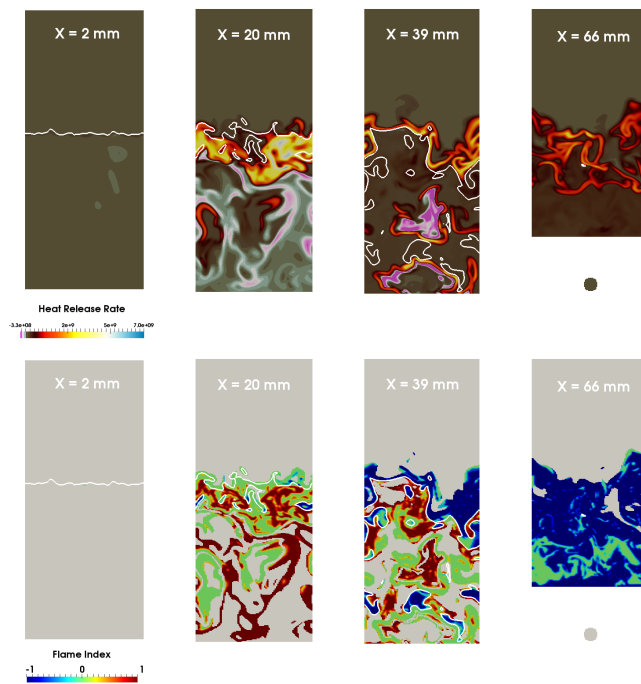 X = 2 mm
X = 20 mm
X = 39 mm
X = 66 mm
Heat Release Rate
-3.3e+08 2e+9 5e+9 7.0e+09
X = 2 mm
X = 20 mm
X = 39 mm
X = 66 mm
Flame Index
-1 0 1